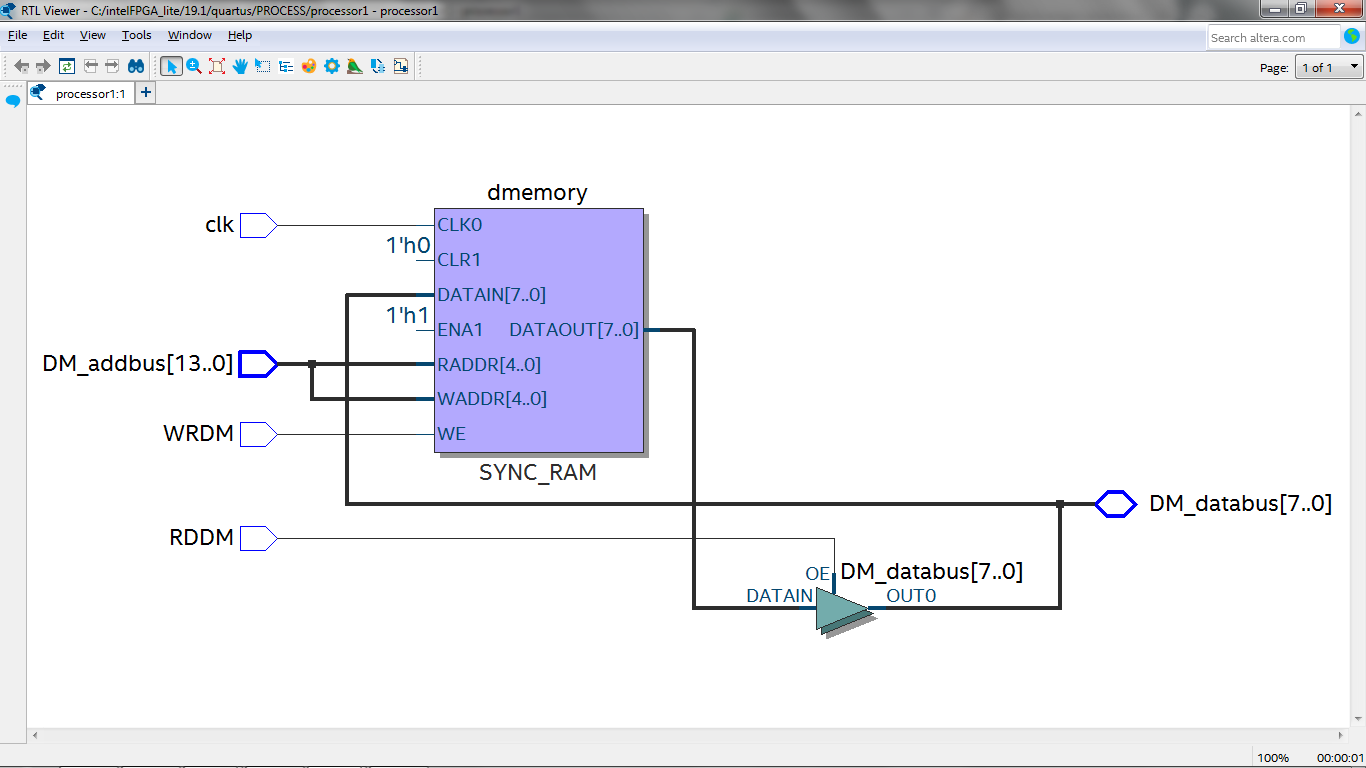 RTL Viewer - C:/intelFPGA_lite/19.1/quartus/PROCESS/processor1 - processor1
File Edit View Tools Window Help
Search altera.com
Page: 1 of 1
processor1:1
dmemory
clk
CLK0
1'h0
CLR1
DATAIN[7..0]
1'h1
ENA1 DATAOUT[7..0]
DM_addbus[13..0]
RADDR[4..0]
WADDR[4..0]
WRDM
WE
SYNC_RAM
DM_databus[7..0]
RDDM
OE DM_databus[7..0]
DATAIN OUT0
100% 00:00:01